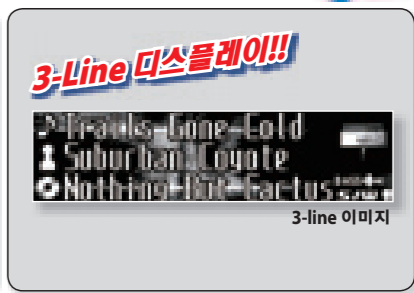 3-Line 디스플레이!!
Tracks Gone Cold
Suburban Coyote
Nothing But Cactus
3-line 이미지